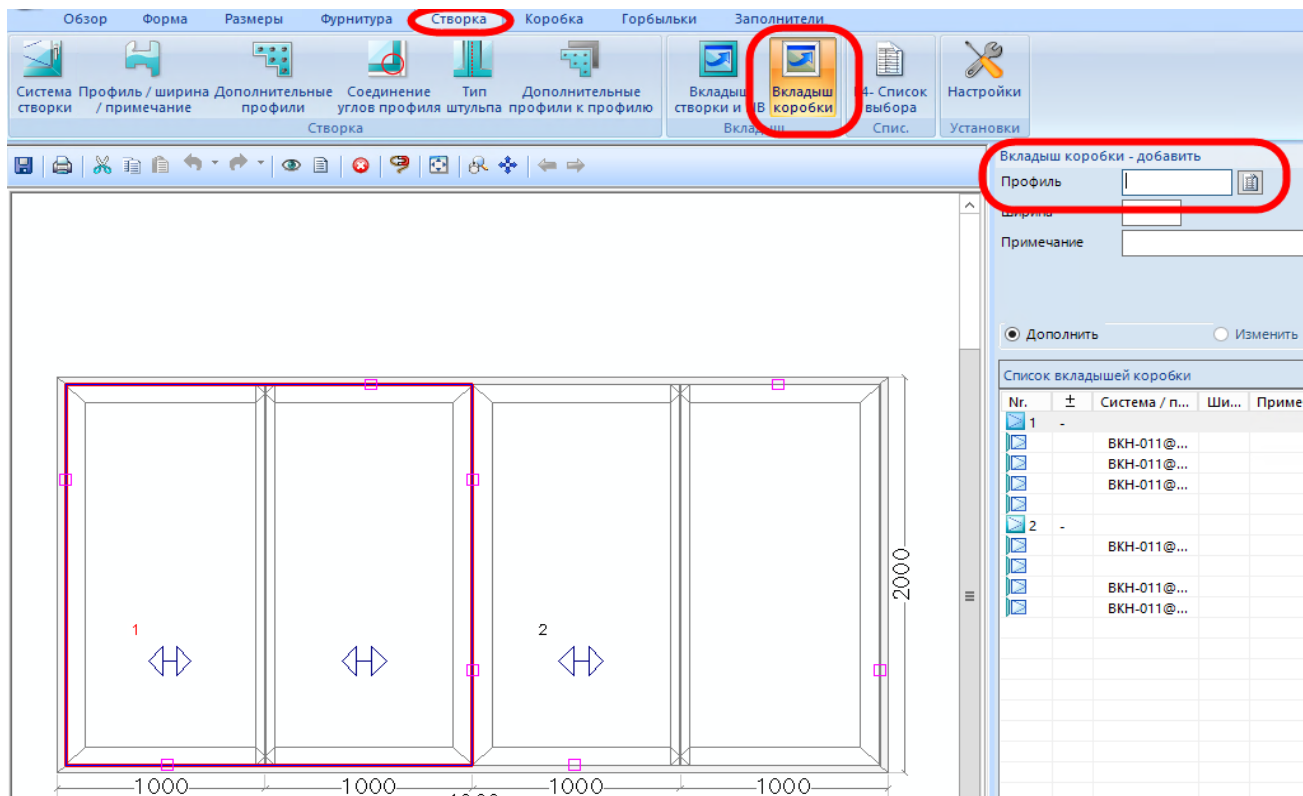 Обзор Форма Размеры Фурнитура Створка Коробка Горбыльки Заполнители
Система створки
Профиль / ширина / примечание
Дополнительные профили
Соединение углов профиля
Тип штульпа
Дополнительные профили к профилю
Вкладыш створки и
Вкладыш коробки
Список выбора
Настройки
Створка Вкладыш Спис. Установки
Вкладыш коробки - добавить
Профиль
Ширина
Примечание
Дополнить Изменить
Список вкладышей коробки
Nr. ± Система / п... Ши... Приме
1 -
ВКН-011@...
ВКН-011@...
ВКН-011@...
2 -
ВКН-011@...
ВКН-011@...
ВКН-011@...
2000
1
2
1000 1000 1000 1000